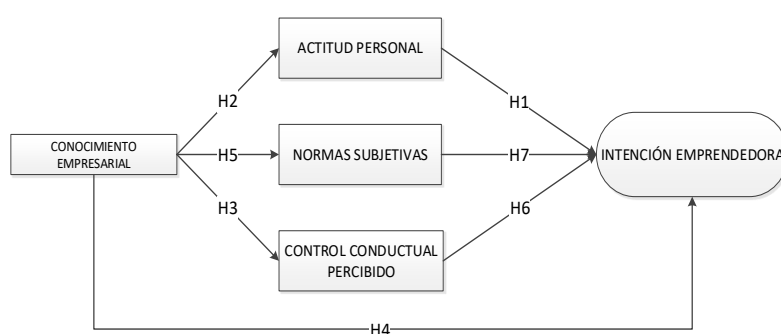 ACTITUD PERSONAL
H2
H1
CONOCIMIENTO
EMPRESARIAL
H5
NORMAS SUBJETIVAS
H7
INTENCIÓN EMPRENDEDORA
H3
H6
CONTROL CONDUCTUAL
PERCIBIDO
H4